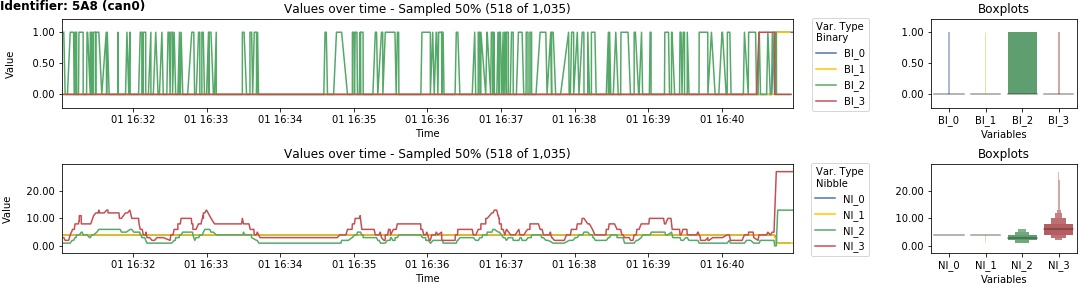 Identifier: 5A8 (can0)
Values over time - Sampled 50% (518 of 1,035)
Boxplots
1.00
0.50
0.00
Value
01 16:32
01 16:33
01 16:34
01 16:35
01 16:36
01 16:37
01 16:38
01 16:39
01 16:40
Time
Var. Type
Binary
BI_0
BI_1
BI_2
BI_3
1.00
0.50
0.00
BI_0
BI_1
BI_2
BI_3
Variables
Values over time - Sampled 50% (518 of 1,035)
Boxplots
20.00
10.00
0.00
Value
01 16:32
01 16:33
01 16:34
01 16:35
01 16:36
01 16:37
01 16:38
01 16:39
01 16:40
Time
Var. Type
Nibble
NI_0
NI_1
NI_2
NI_3
20.00
10.00
0.00
NI_0
NI_1
NI_2
NI_3
Variables